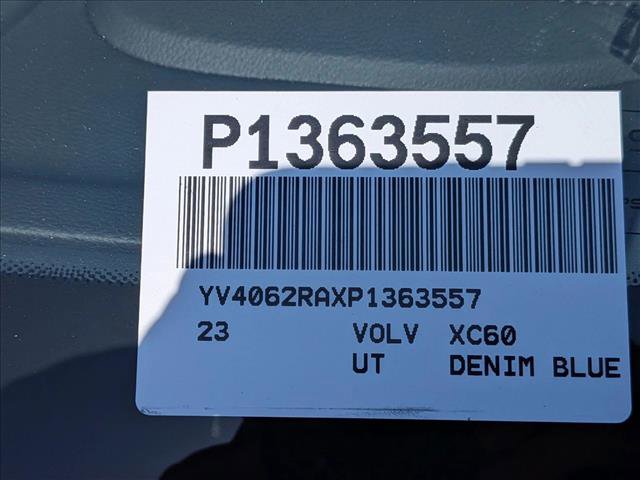 P1363557
YV4062RAXP1363557
23 VOLV XC60
UT DENIM BLUE